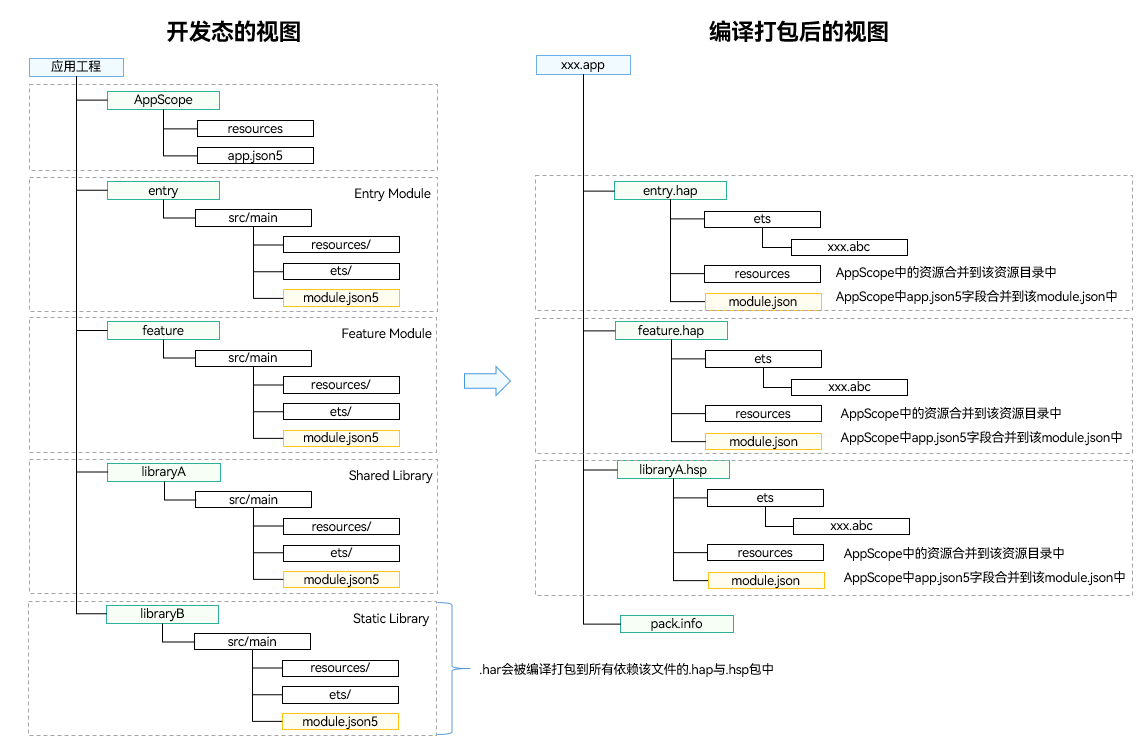 开发态的视图
应用工程
AppScope
resources
app.json5
entry
Entry Module
src/main
resources/
ets/
module.json5
feature
Feature Module
src/main
resources/
ets/
module.json5
libraryA
Shared Library
src/main
resources/
ets/
module.json5
libraryB
Static Library
src/main
resources/
ets/
module.json5
.har会被编译打包到所有依赖该文件的.hap与.hsp包中
编译打包后的视图
xxx.app
entry.hap
ets
xxx.abc
resources
AppScope中的资源合并到该资源目录中
module.json
AppScope中app.json5字段合并到该module.json中
feature.hap
ets
xxx.abc
resources
AppScope中的资源合并到该资源目录中
module.json
AppScope中app.json5字段合并到该module.json中
libraryA.hsp
ets
xxx.abc
resources
AppScope中的资源合并到该资源目录中
module.json
AppScope中app.json5字段合并到该module.json中
pack.info